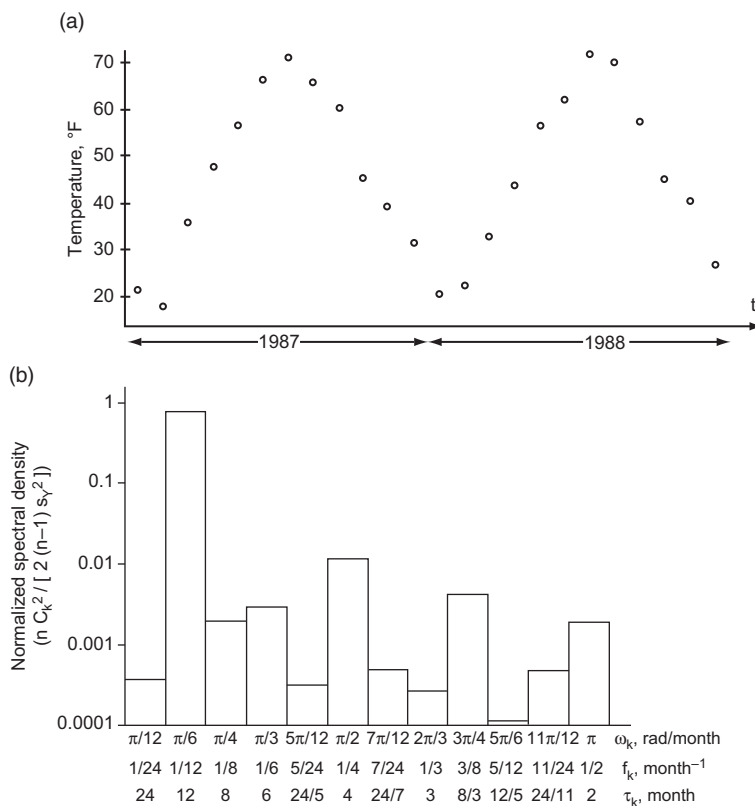 (a)
70
60
50
40
30
20
Temperature, °F
t
1987
1988
(b)
1
0.1
0.01
0.001
0.0001
Normalized spectral density
(n C_k^2 / [ 2 (n−1) s_Y^2 ])
π/12 π/6 π/4 π/3 5π/12 π/2 7π/12 2π/3 3π/4 5π/6 11π/12 π ω_k, rad/month
1/24 1/12 1/8 1/6 5/24 1/4 7/24 1/3 3/8 5/12 11/24 1/2 f_k, month⁻¹
24 12 8 6 24/5 4 24/7 3 8/3 12/5 24/11 2 τ_k, month